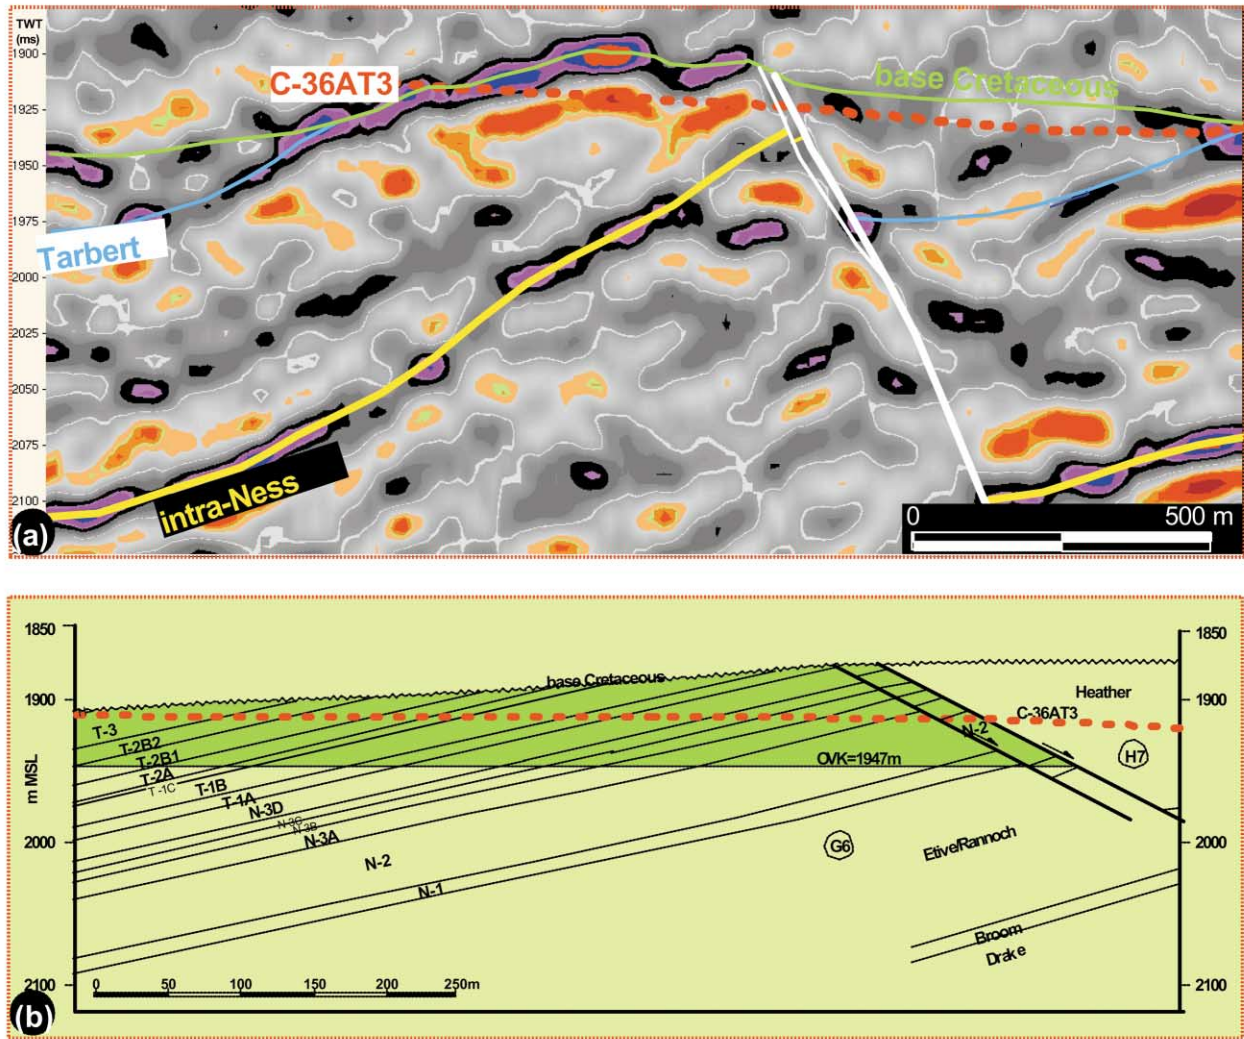 TWT
(ms)
1900
C-36AT3
base Cretaceous
1925
1950
1975
Tarbert
2000
2025
2050
2075
intra-Ness
2100
(a)
0 500 m
1850
1850
m MSL
base Cretaceous
Heather
1900
1900
C-36AT3
T-3
N-2
T-2B2
T-2B1
OVK=1947m
H7
T-2A
T-1C
T-1B
T-1A
N-3D
N-3C
N-3B
N-3A
2000
2000
G6
Etive/Rannoch
N-2
N-1
Broom
Drake
2100
2100
0 50 100 150 200 250m
(b)